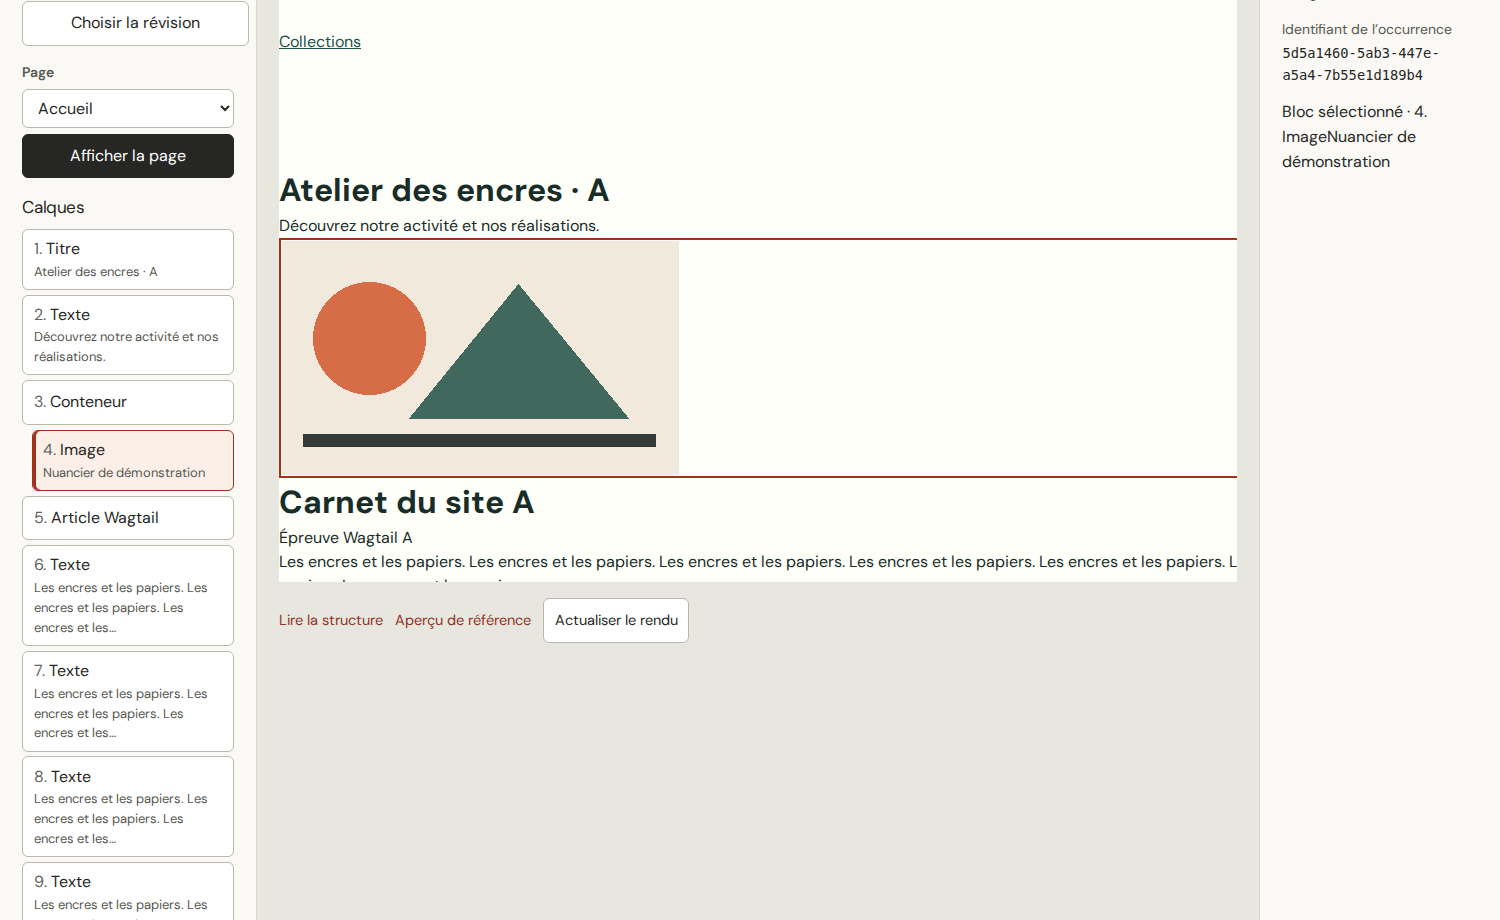 Choisir la révision
Page
Accueil
Afficher la page
Calques
1. Titre
Atelier des encres · A
2. Texte
Découvrez notre activité et nos
réalisations.
3. Conteneur
4. Image
Nuancier de démonstration
5. Article Wagtail
6. Texte
Les encres et les papiers. Les
encres et les papiers. Les
encres et les…
7. Texte
Les encres et les papiers. Les
encres et les papiers. Les
encres et les…
8. Texte
Les encres et les papiers. Les
encres et les papiers. Les
encres et les…
9. Texte
Les encres et les papiers. Les
Collections
Atelier des encres · A
Découvrez notre activité et nos réalisations.
Carnet du site A
Épreuve Wagtail A
Les encres et les papiers. Les encres et les papiers. Les encres et les papiers. Les encres et les papiers. Les encres et les papiers. L
Lire la structure
Aperçu de référence
Actualiser le rendu
Identifiant de l’occurrence
5d5a1460-5ab3-447e-
a5a4-7b55e1d189b4
Bloc sélectionné · 4.
ImageNuancier de
démonstration